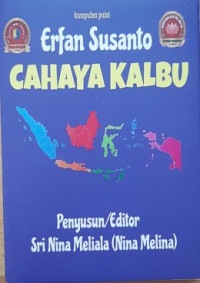 kumpulan puisi
Erfan Susanto
CAHAYA KALBU
Penyusun/Editor
Sri Nina Meliala (Nina Melina)